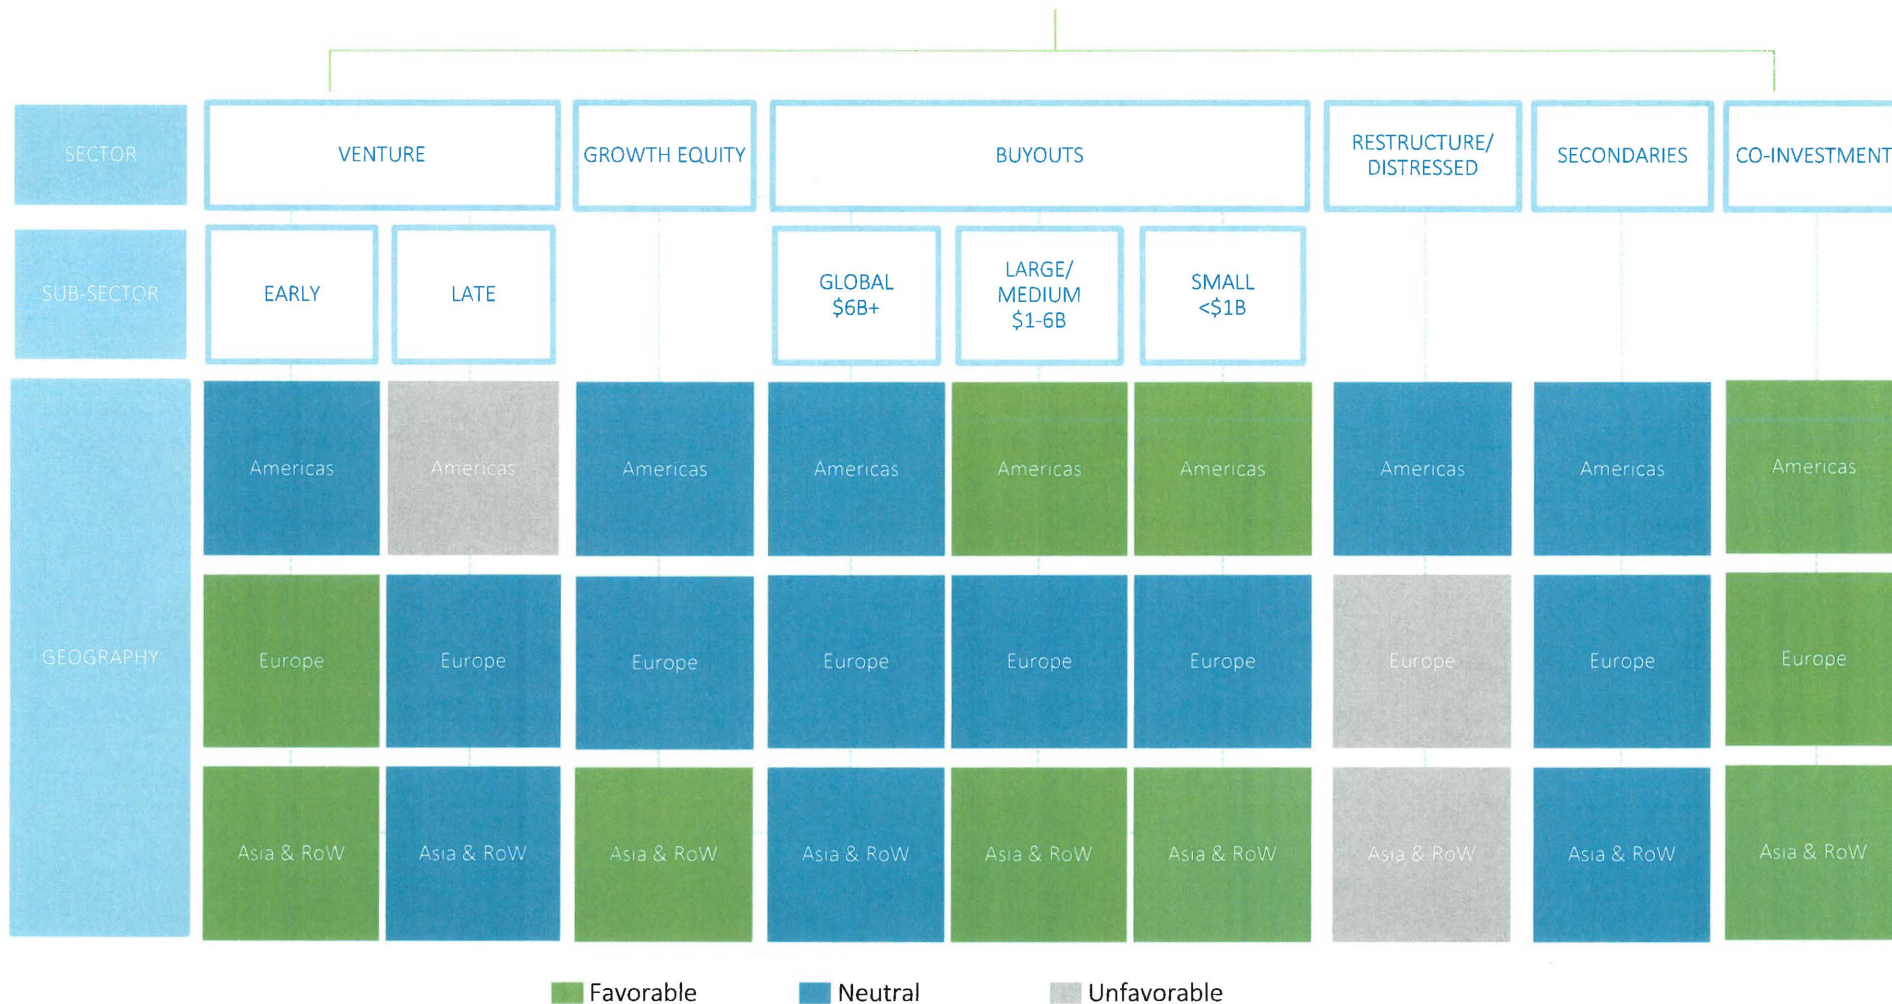 SECTOR
VENTURE
GROWTH EQUITY
BUYOUTS
RESTRUCTURE/
DISTRESSED
SECONDARIES
CO-INVESTMENT
SUB-SECTOR
EARLY
LATE
GLOBAL
$6B+
LARGE/
MEDIUM
$1-6B
SMALL
<$1B
GEOGRAPHY
Americas
Americas
Americas
Americas
Americas
Americas
Americas
Americas
Americas
Europe
Europe
Europe
Europe
Europe
Europe
Europe
Europe
Europe
Asia & RoW
Asia & RoW
Asia & RoW
Asia & RoW
Asia & RoW
Asia & RoW
Asia & RoW
Asia & RoW
Asia & RoW
Favorable
Neutral
Unfavorable